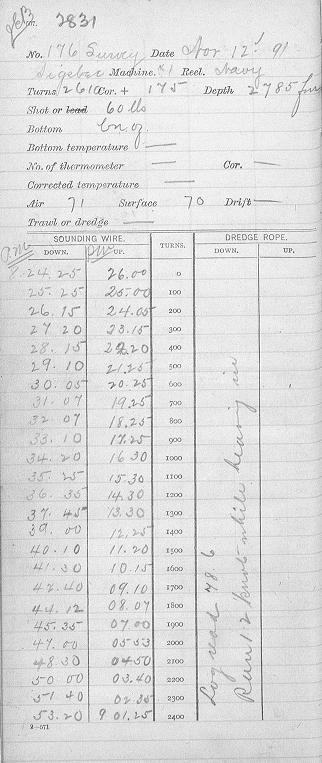 2831
No. 176 Survey Date Nov 12" 91
Sigsbee Machine. #1 Reel. Navy
Turns, 2610 Cor. + 175 Depth 2785 fms
Shot or lead 60 lbs
Bottom bn. oz.
Bottom temperature —
No. of thermometer — Cor. —
Corrected temperature —
Air 71 Surface 70 Drift —
Trawl or dredge —
SOUNDING WIRE. TURNS. DREDGE ROPE.
P.M. DOWN. P.M. UP. DOWN. UP.
8.24.25 26.00 0
25.25 25.00 100
26.15 24.05 200
27 20 23.15 300
28.15 22.20 400
29.10 21.25 500
30.05 20.25 600
31.07 19.25 700
32 07 18.25 800
33.10 17.25 900
34.20 16 30 1000
35.25 15.30 1100
36.35 14.30 1200
37.45 13.30 1300
39.00 12.25 1400
40.10 11.20 1500
41.30 10.15 1600
42.40 09.10 1700
44.12 08.07 1800
45.35 07.00 1900
47.00 05 53 2000
48.30 04 50 2100
50 00 03.40 2200
51 40 02.35 2300
53.20 9 01.25 2400
Log read 78.6
Run 1.2 knots while heaving in
2—571